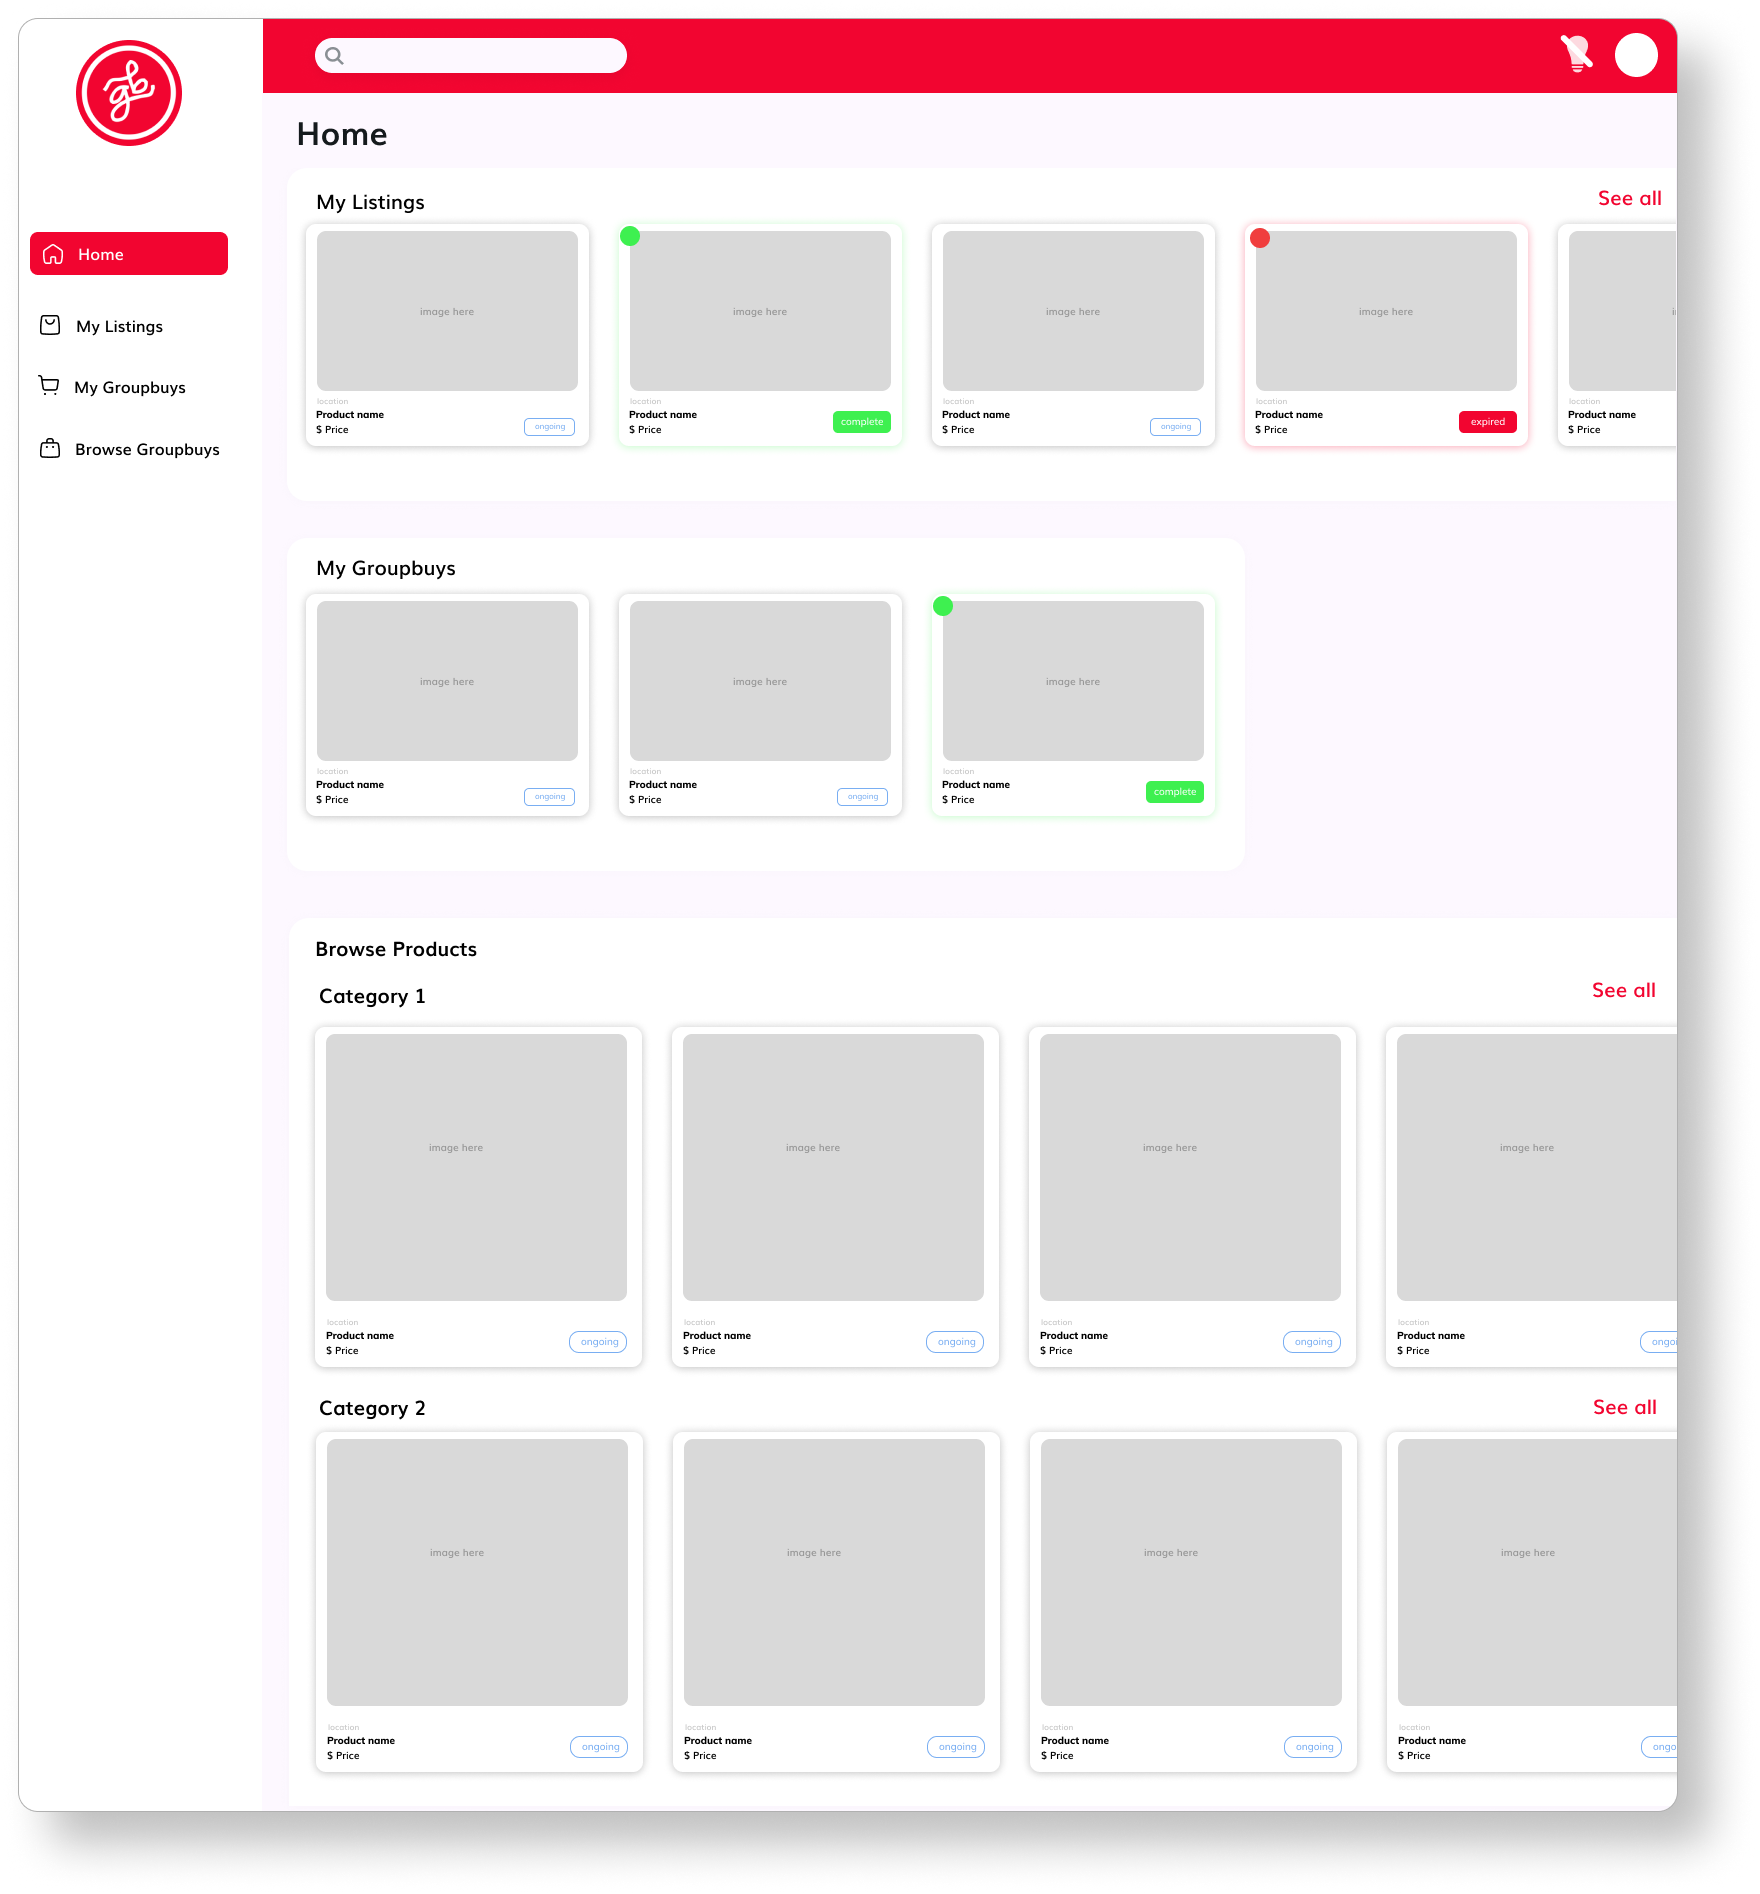 gb
Home
My Listings
My Groupbuys
Browse Groupbuys
Home
My Listings
See all
image here
image here
image here
image here
location
location
location
location
location
Product name
Product name
Product name
Product name
Product name
$ Price
ongoing
$ Price
complete
$ Price
ongoing
$ Price
expired
$ Price
My Groupbuys
image here
image here
image here
location
location
location
Product name
Product name
Product name
$ Price
ongoing
$ Price
ongoing
$ Price
complete
Browse Products
Category 1
See all
image here
image here
image here
image here
location
location
location
location
Product name
Product name
Product name
Product name
$ Price
ongoing
$ Price
ongoing
$ Price
ongoing
$ Price
Category 2
See all
image here
image here
image here
image here
location
location
location
location
Product name
Product name
Product name
Product name
$ Price
ongoing
$ Price
ongoing
$ Price
ongoing
$ Price